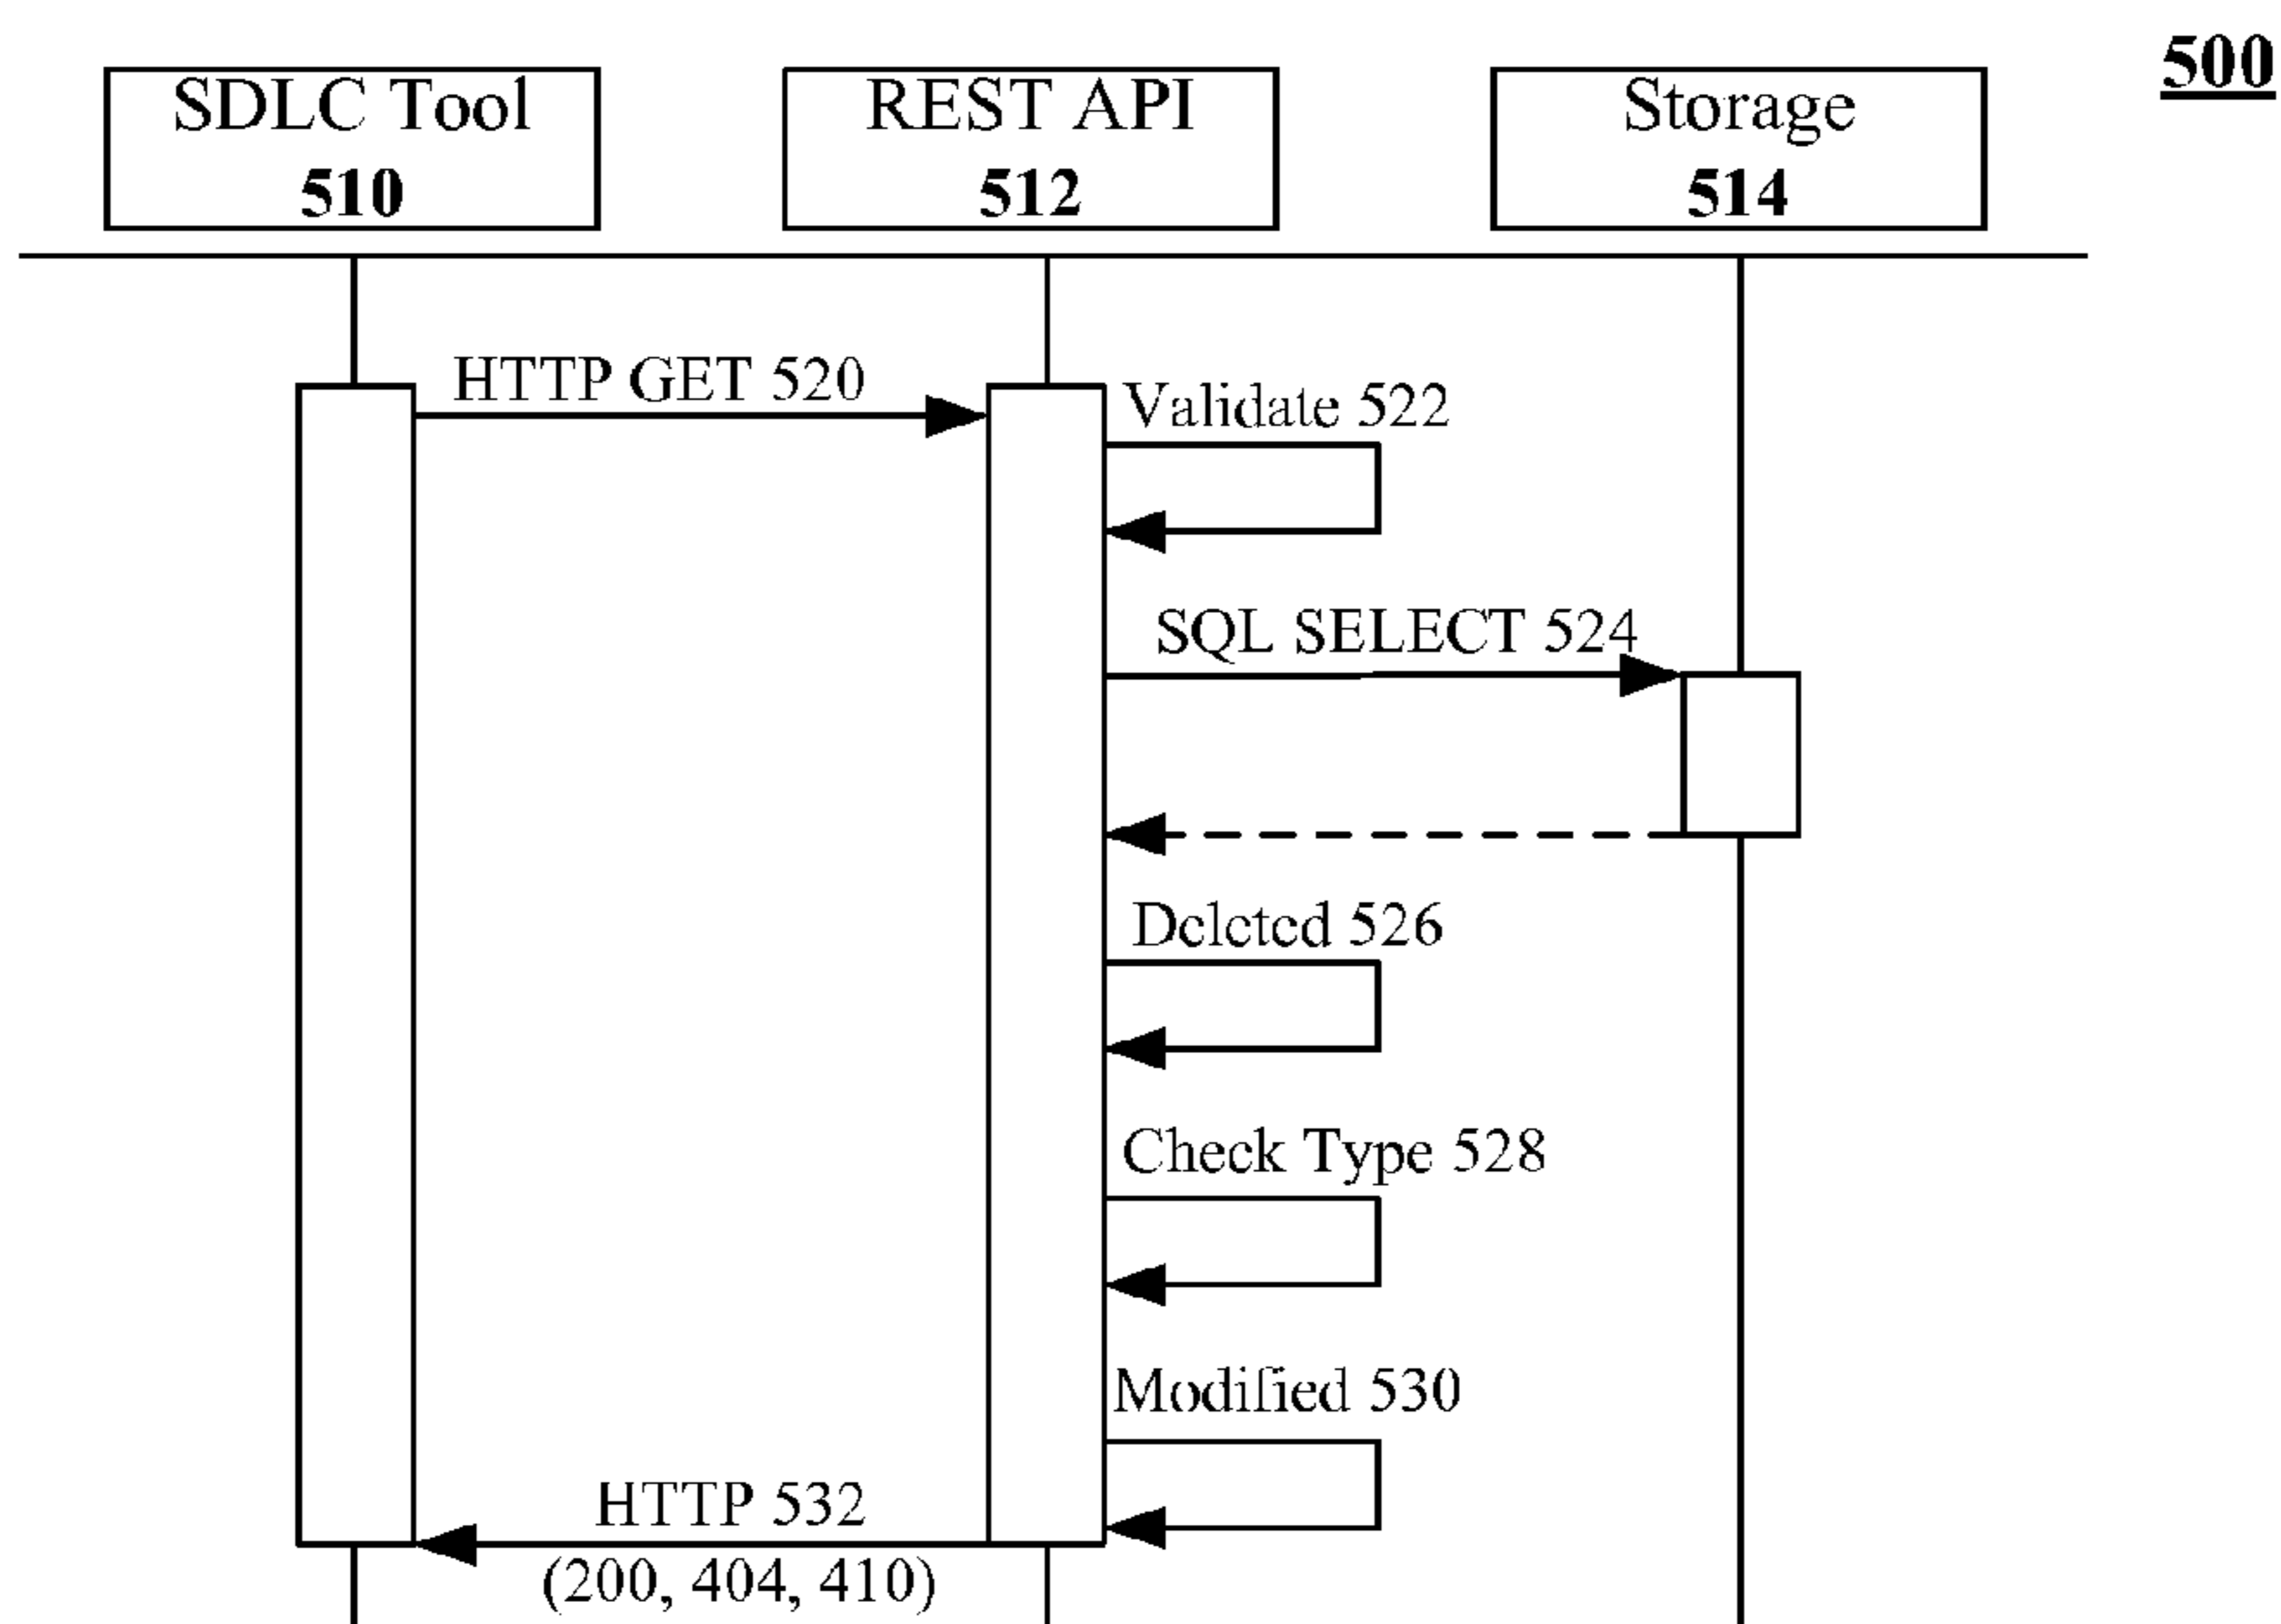 500
SDLC Tool
510
REST API
512
Storage
514
HTTP GET 520
Validate 522
SQL SELECT 524
Deleted 526
Check Type 528
Modified 530
HTTP 532
(200, 404, 410)